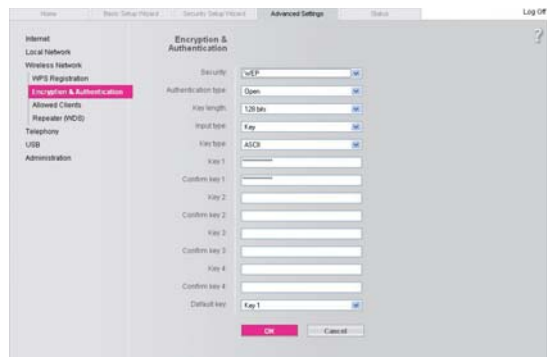 Home
Basic Setup Wizard
Security Setup Wizard
Advanced Settings
Status
Log Off
?
Internet
Local Network
Wireless Network
WPS Registration
Encryption & Authentication
Allowed Clients
Repeater (WDS)
Telephony
USB
Administration
Encryption &
Authentication
Security:
WEP
Authentication type:
Open
Key length:
128 bits
Input type:
Key
Key type:
ASCII
Key 1:
Confirm key 1:
Key 2:
Confirm key 2:
Key 3:
Confirm key 3:
Key 4:
Confirm key 4:
Default key:
Key 1
OK
Cancel